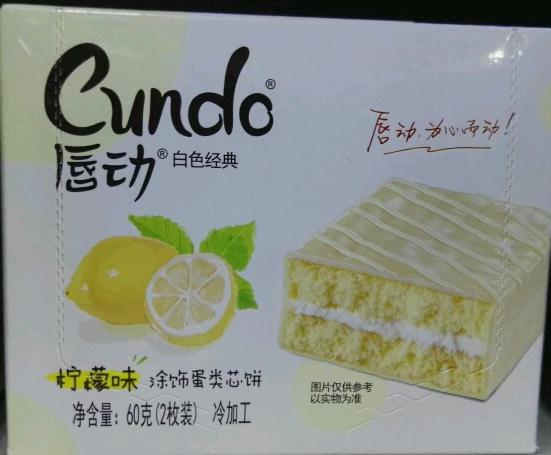 Cundo®
唇动®白色经典
唇动,为心而动!
柠檬味 涂饰蛋类芯饼
净含量:60克(2枚装) 冷加工
图片仅供参考
以实物为准